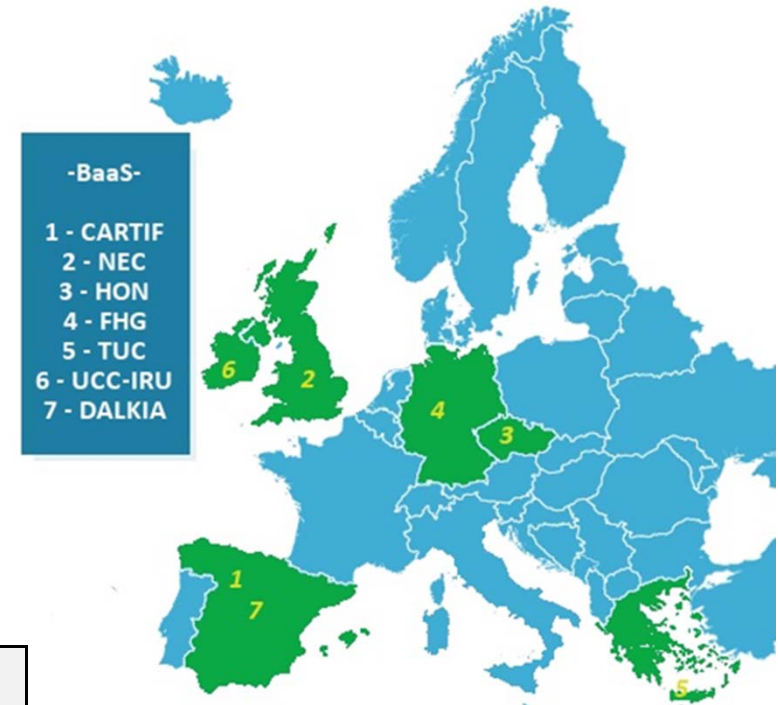 -BaaS-
1 - CARTIF
2 - NEC
3 - HON
4 - FHG
5 - TUC
6 - UCC-IRU
7 - DALKIA
6
2
4
3
1
7
5